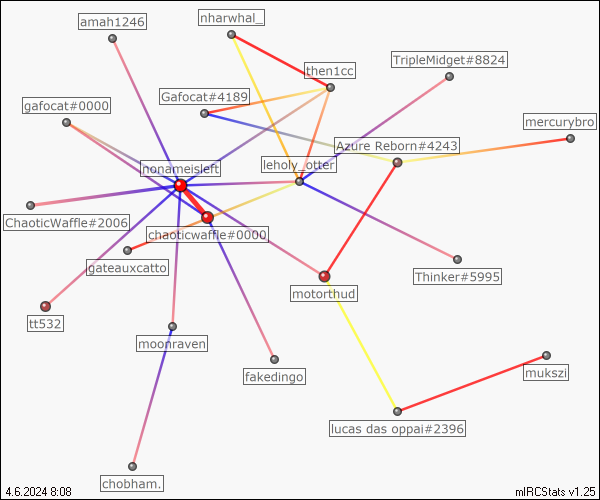 amah1246
nharwhal_
TripleMidget#8824
then1cc
Gafocat#4189
gafocat#0000
mercurybro
Azure Reborn#4243
honameisleft
leholy_otter
ChaoticWaffle#2006
chaoticwaffle#0000
gateauxcatto
Thinker#5995
motorthud
tt532
moonraven
fakedingo
mukszi
lucas das oppai#2396
chobham.
4.6.2024 8:08
mIRCStats v1.25